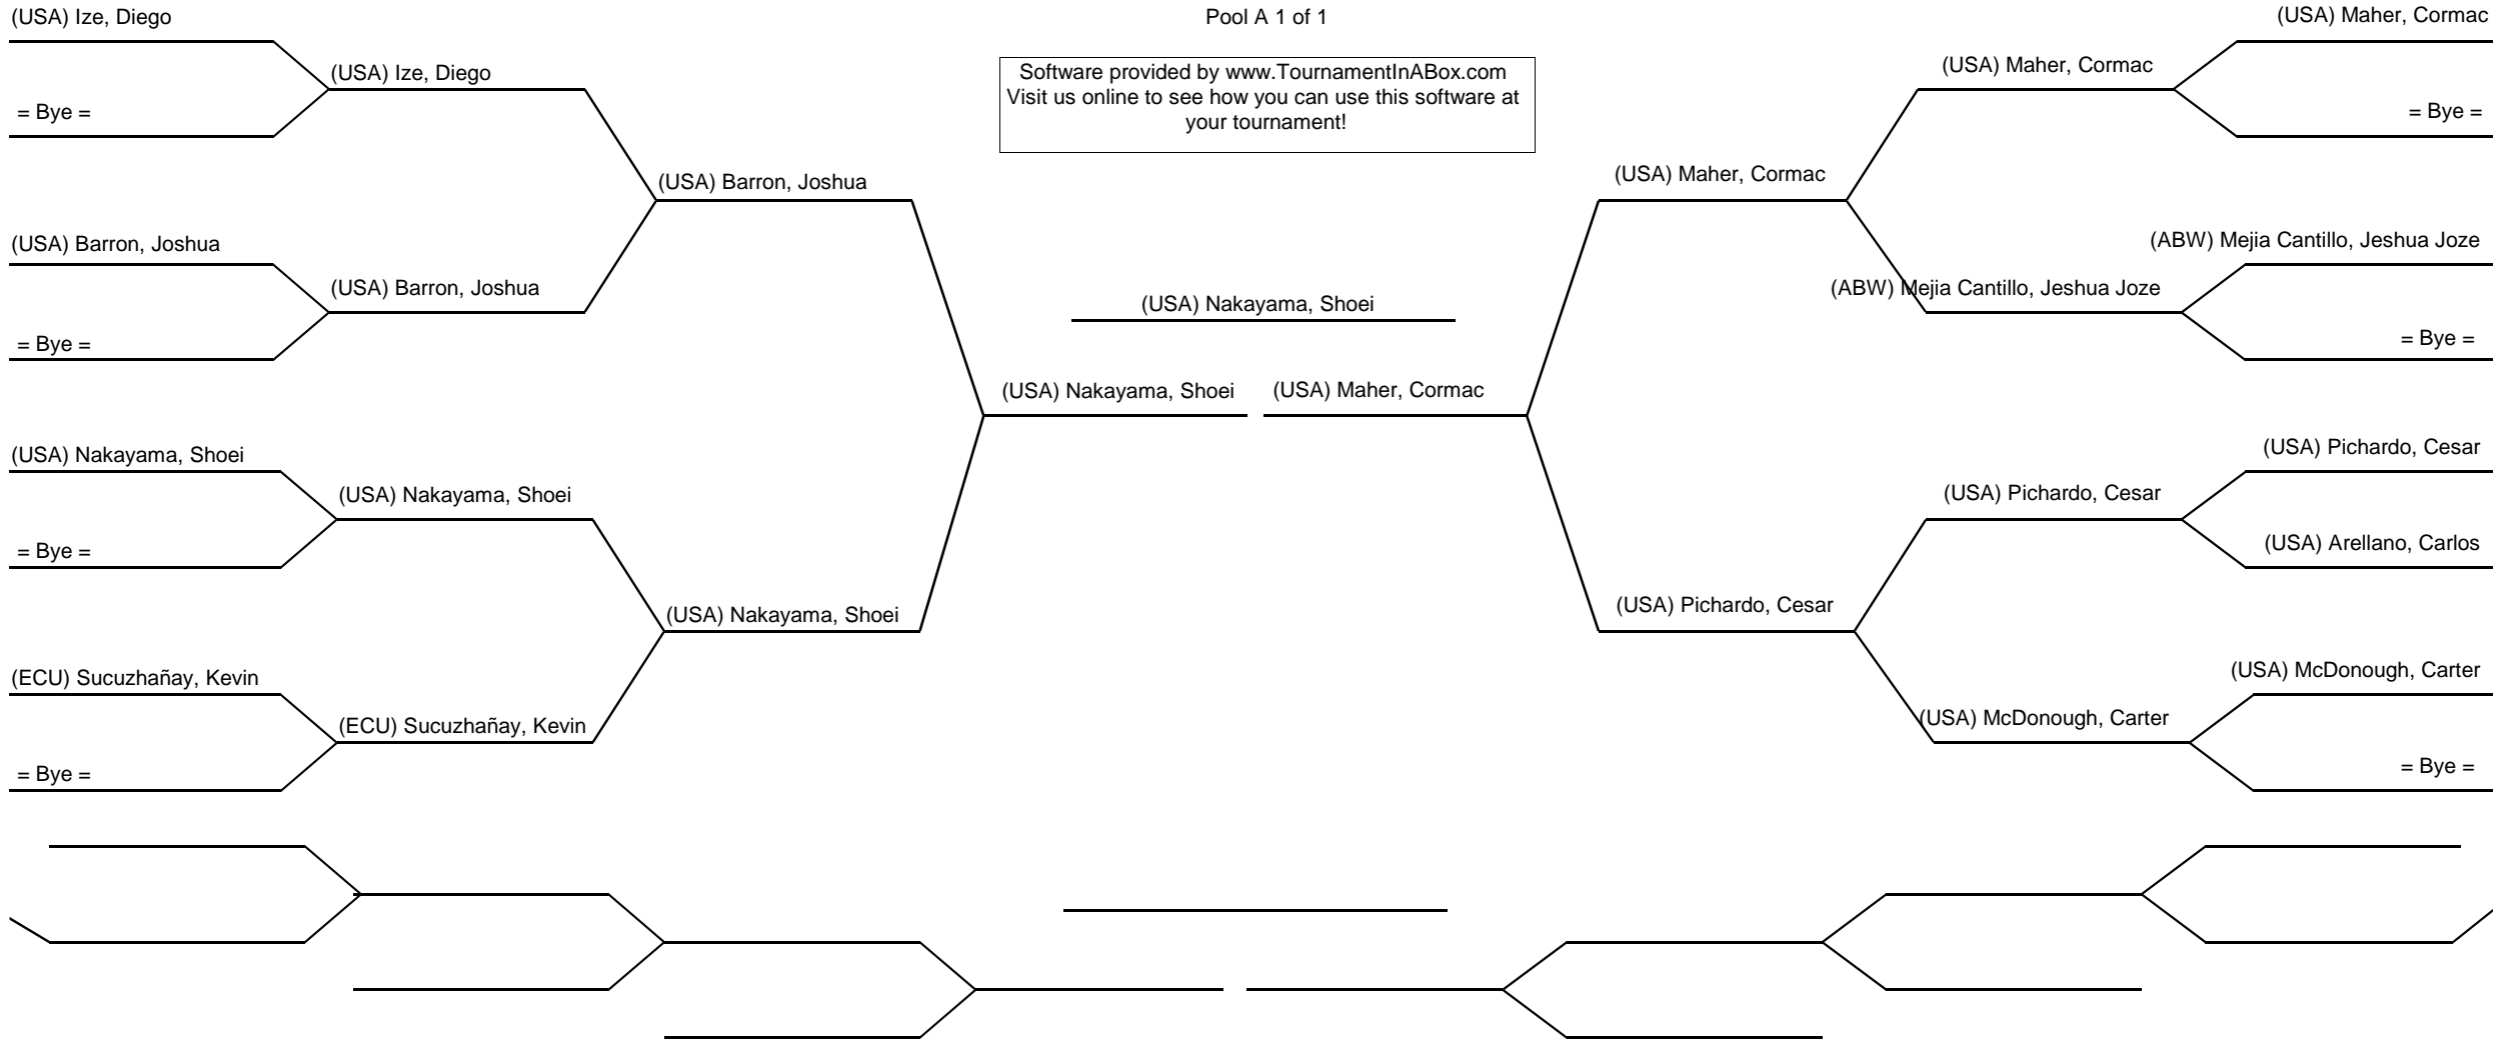 (USA) Ize, Diego
Pool A 1 of 1
(USA) Maher, Cormac
(USA) Ize, Diego
Software provided by www.TournamentInABox.com
Visit us online to see how you can use this software at
your tournament!
(USA) Maher, Cormac
= Bye =
= Bye =
(USA) Barron, Joshua
(USA) Maher, Cormac
(USA) Barron, Joshua
(ABW) Mejia Cantillo, Jeshua Joze
(USA) Barron, Joshua
(USA) Nakayama, Shoei
(ABW) Mejia Cantillo, Jeshua Joze
= Bye =
= Bye =
(USA) Nakayama, Shoei
(USA) Maher, Cormac
(USA) Nakayama, Shoei
(USA) Pichardo, Cesar
(USA) Nakayama, Shoei
(USA) Pichardo, Cesar
= Bye =
(USA) Arellano, Carlos
(USA) Nakayama, Shoei
(USA) Pichardo, Cesar
(ECU) Sucuzhañay, Kevin
(USA) McDonough, Carter
(ECU) Sucuzhañay, Kevin
(USA) McDonough, Carter
= Bye =
= Bye =